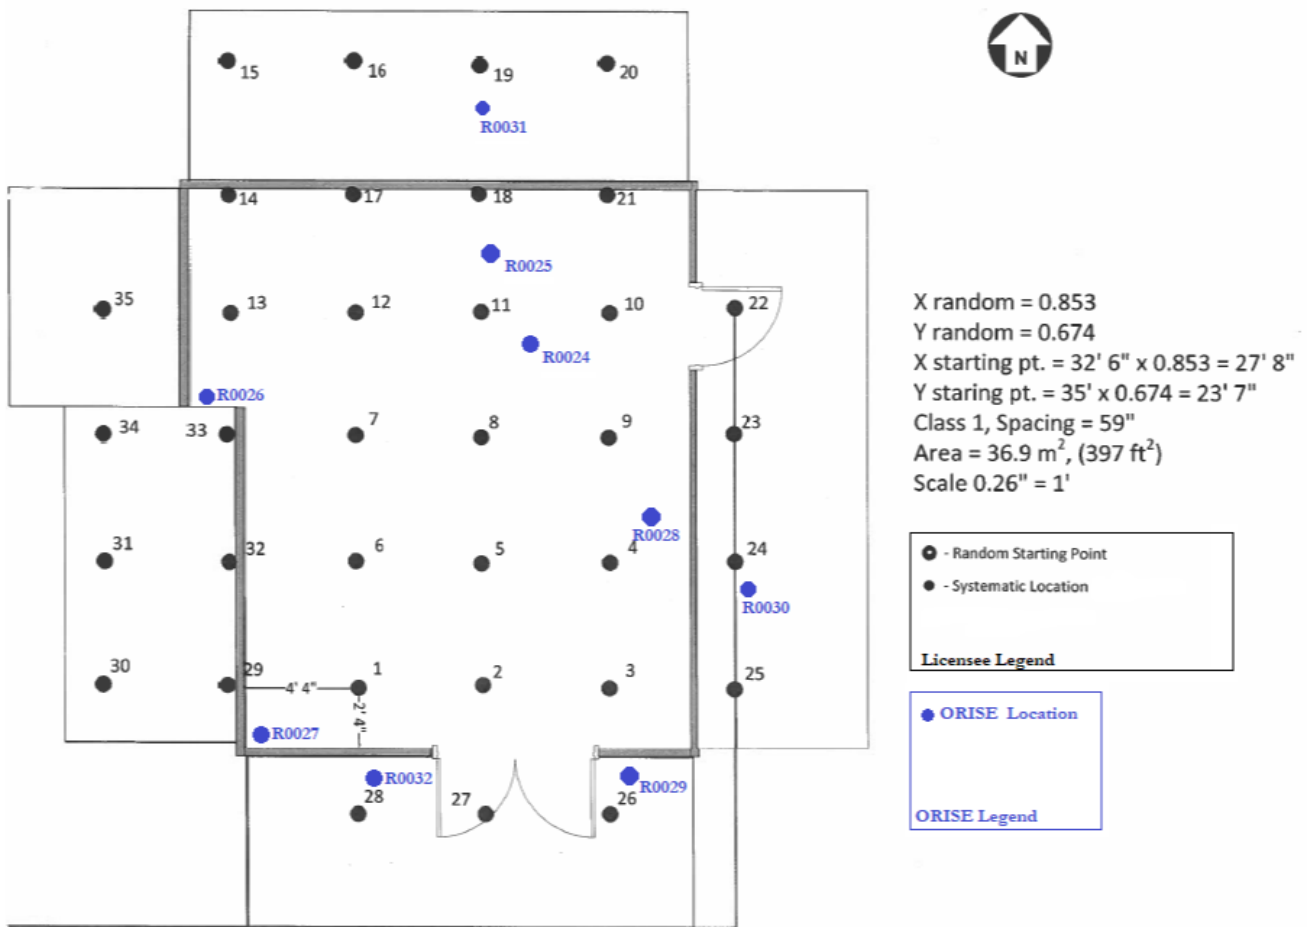 N
15
16
19
20
R0031
14
17
18
21
R0025
35
13
12
11
10
22
R0024
R0026
34
33
7
8
9
23
R0028
31
32
6
5
4
24
R0030
30
29
4' 4"
1
2' 4"
2
3
25
R0027
R0032
R0029
28
27
26
X random = 0.853
Y random = 0.674
X starting pt. = 32' 6" x 0.853 = 27' 8"
Y staring pt. = 35' x 0.674 = 23' 7"
Class 1, Spacing = 59"
Area = 36.9 m², (397 ft²)
Scale 0.26" = 1'
- Random Starting Point
- Systematic Location
Licensee Legend
ORISE Location
ORISE Legend